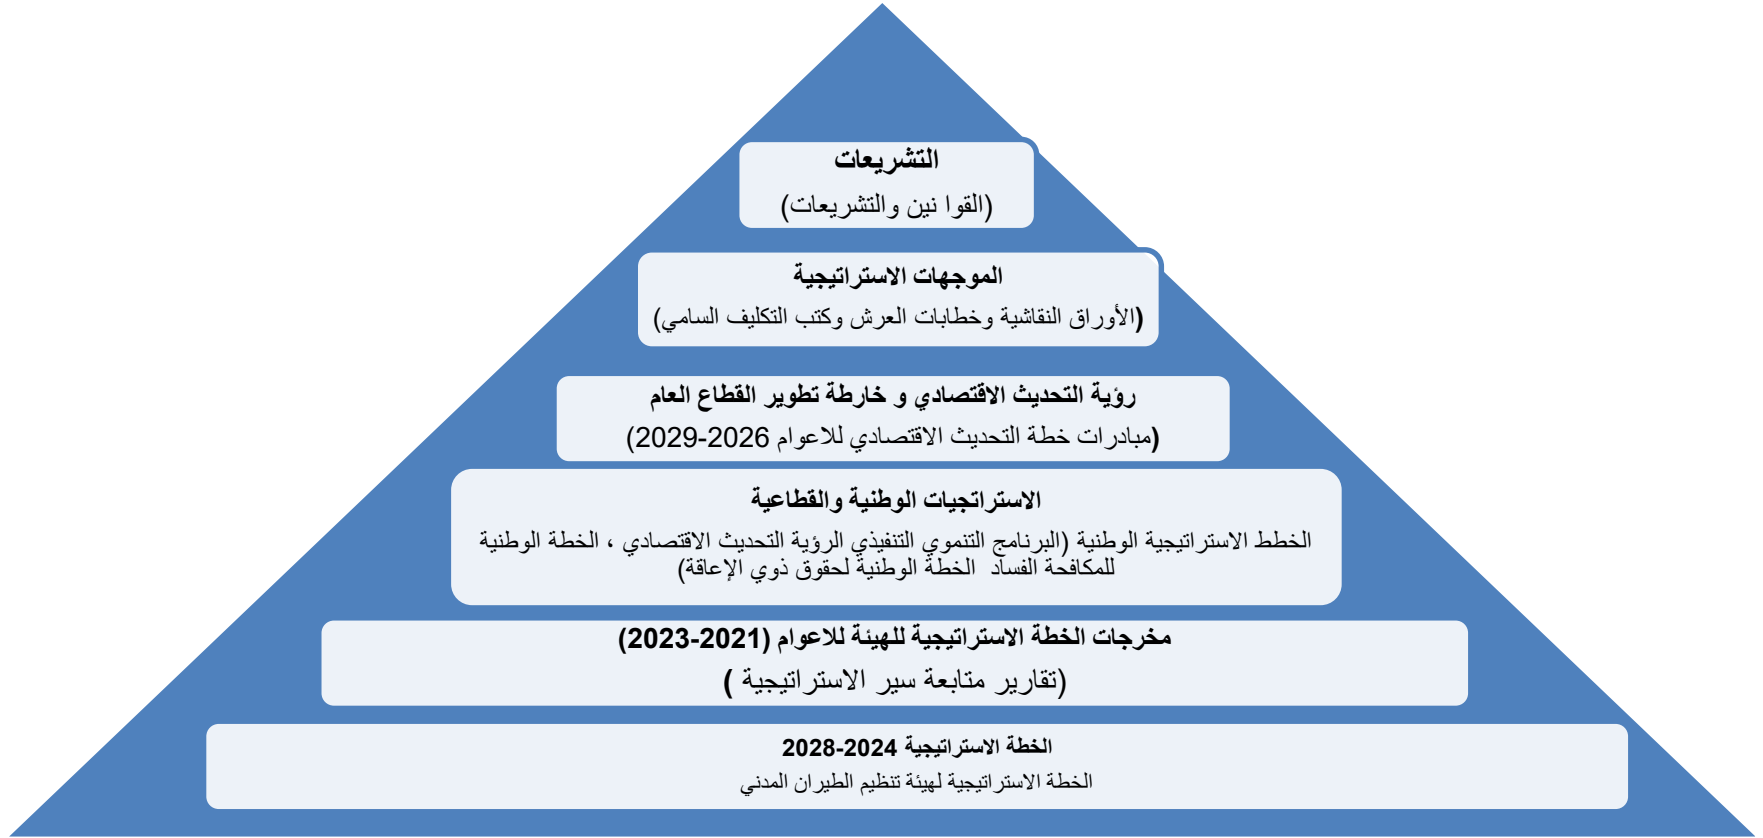 التشريعات
(القوا نين والتشريعات)
الموجهات الاستراتيجية
(الأوراق النقاشية وخطابات العرش وكتب التكليف السامي)
رؤية التحديث الاقتصادي و خارطة تطوير القطاع العام
(مبادرات خطة التحديث الاقتصادي للاعوام 2026-2029)
الاستراتجيات الوطنية والقطاعية
الخطط الاستراتيجية الوطنية (البرنامج التنموي التنفيذي الرؤية التحديث الاقتصادي ، الخطة الوطنية
للمكافحة الفساد الخطة الوطنية لحقوق ذوي الإعاقة)
مخرجات الخطة الاستراتيجية للهيئة للاعوام (2021-2023)
(تقارير متابعة سير الاستراتيجية )
الخطة الاستراتيجية 2024-2028
الخطة الاستراتيجية لهيئة تنظيم الطيران المدني